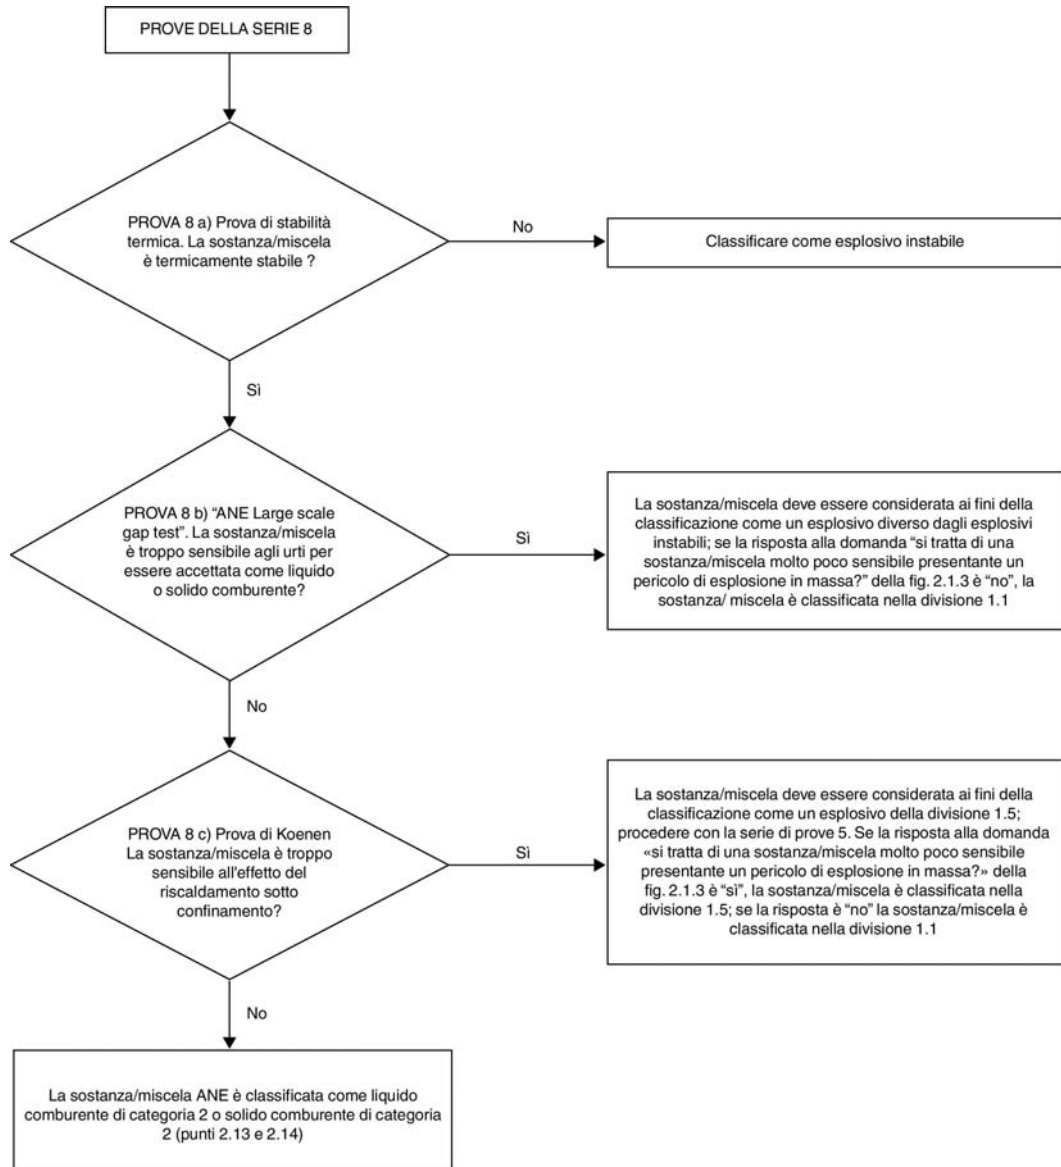 PROVE DELLA SERIE 8
PROVA 8 a) Prova di stabilità
termica. La sostanza/miscela
è termicamente stabile ?
No
Classificare come esplosivo instabile
Sì
PROVA 8 b) “ANE Large scale
gap test”. La sostanza/miscela
è troppo sensibile agli urti per
essere accettata come liquido
o solido comburente?
Sì
La sostanza/miscela deve essere considerata ai fini della
classificazione come un esplosivo diverso dagli esplosivi
instabili; se la risposta alla domanda “si tratta di una
sostanza/miscela molto poco sensibile presentante un
pericolo di esplosione in massa?” della fig. 2.1.3 è “no”, la
sostanza/ miscela è classificata nella divisione 1.1
No
PROVA 8 c) Prova di Koenen
La sostanza/miscela è troppo
sensibile all'effetto del
riscaldamento sotto
confinamento?
Sì
La sostanza/miscela deve essere considerata ai fini della
classificazione come un esplosivo della divisione 1.5;
procedere con la serie di prove 5. Se la risposta alla domanda
«si tratta di una sostanza/miscela molto poco sensibile
presentante un pericolo di esplosione in massa?» della
fig. 2.1.3 è “sì”, la sostanza/miscela è classificata nella
divisione 1.5; se la risposta è “no” la sostanza/miscela è
classificata nella divisione 1.1
No
La sostanza/miscela ANE è classificata come liquido
comburente di categoria 2 o solido comburente di categoria
2 (punti 2.13 e 2.14)